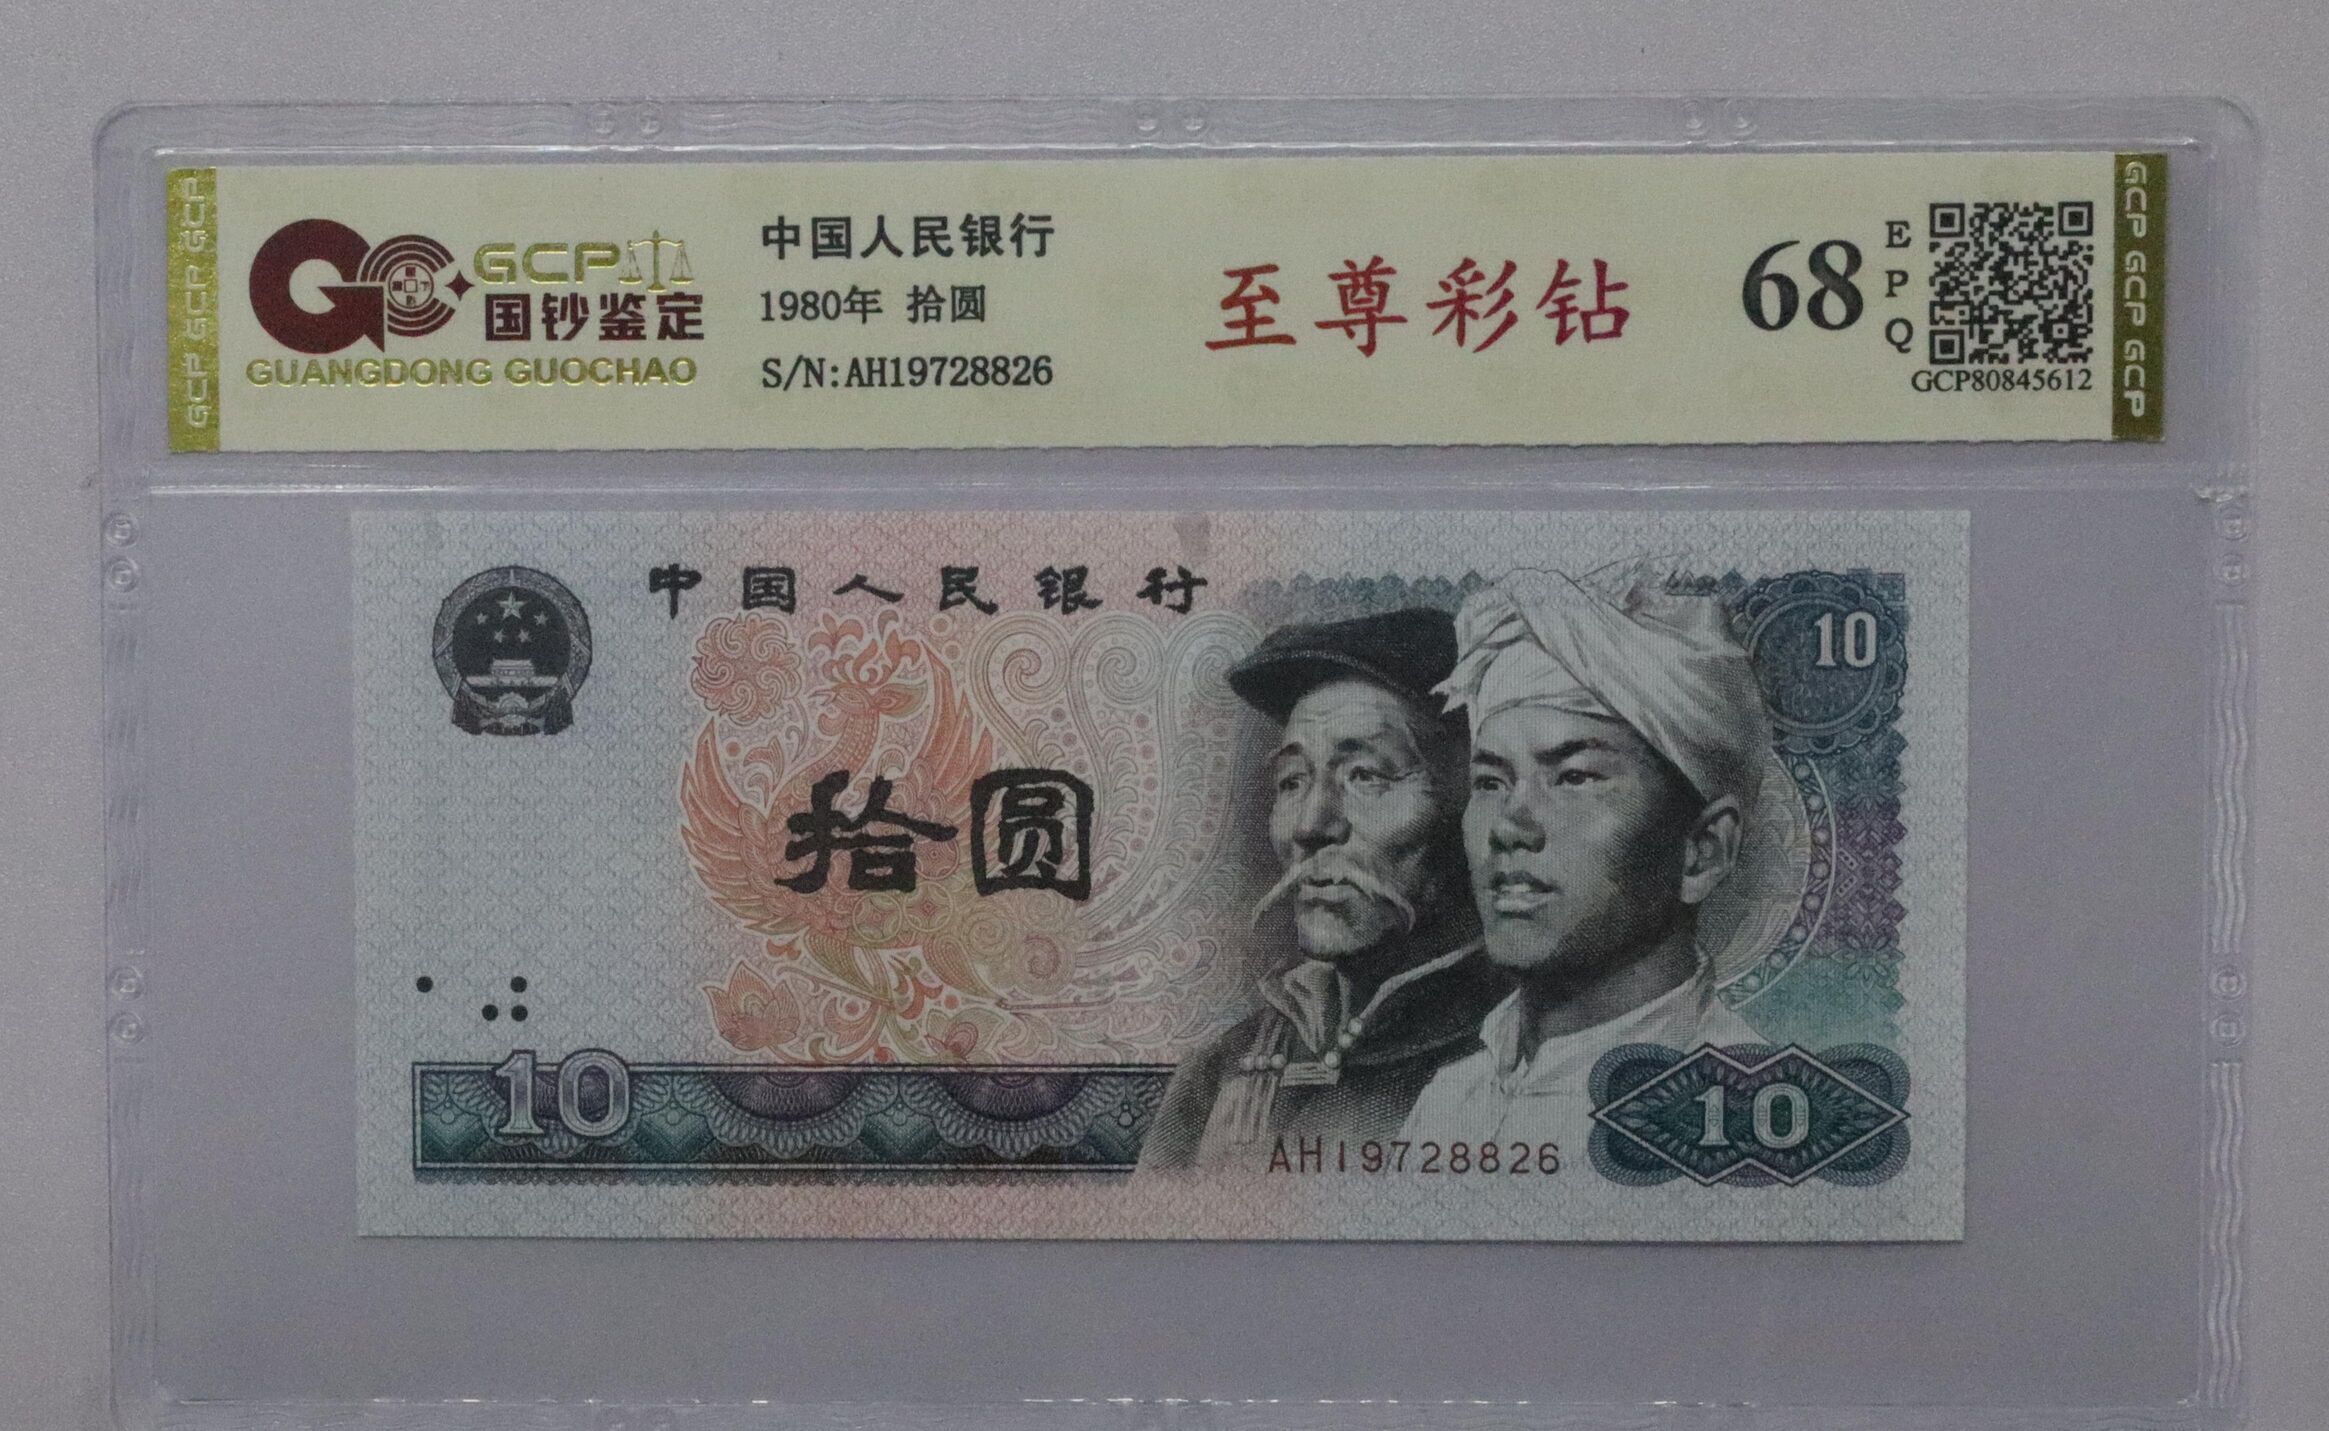 GCP GCP GCP
GCP
国钞鉴定
GUANGDONG GUOCHAO
中国人民银行
1980年 拾圆
S/N:AH19728826
至尊彩钻
68
EPQ
GCP80845612
GCP GCP GCP
中国人民银行
10
拾圆
10
AH19728826
10